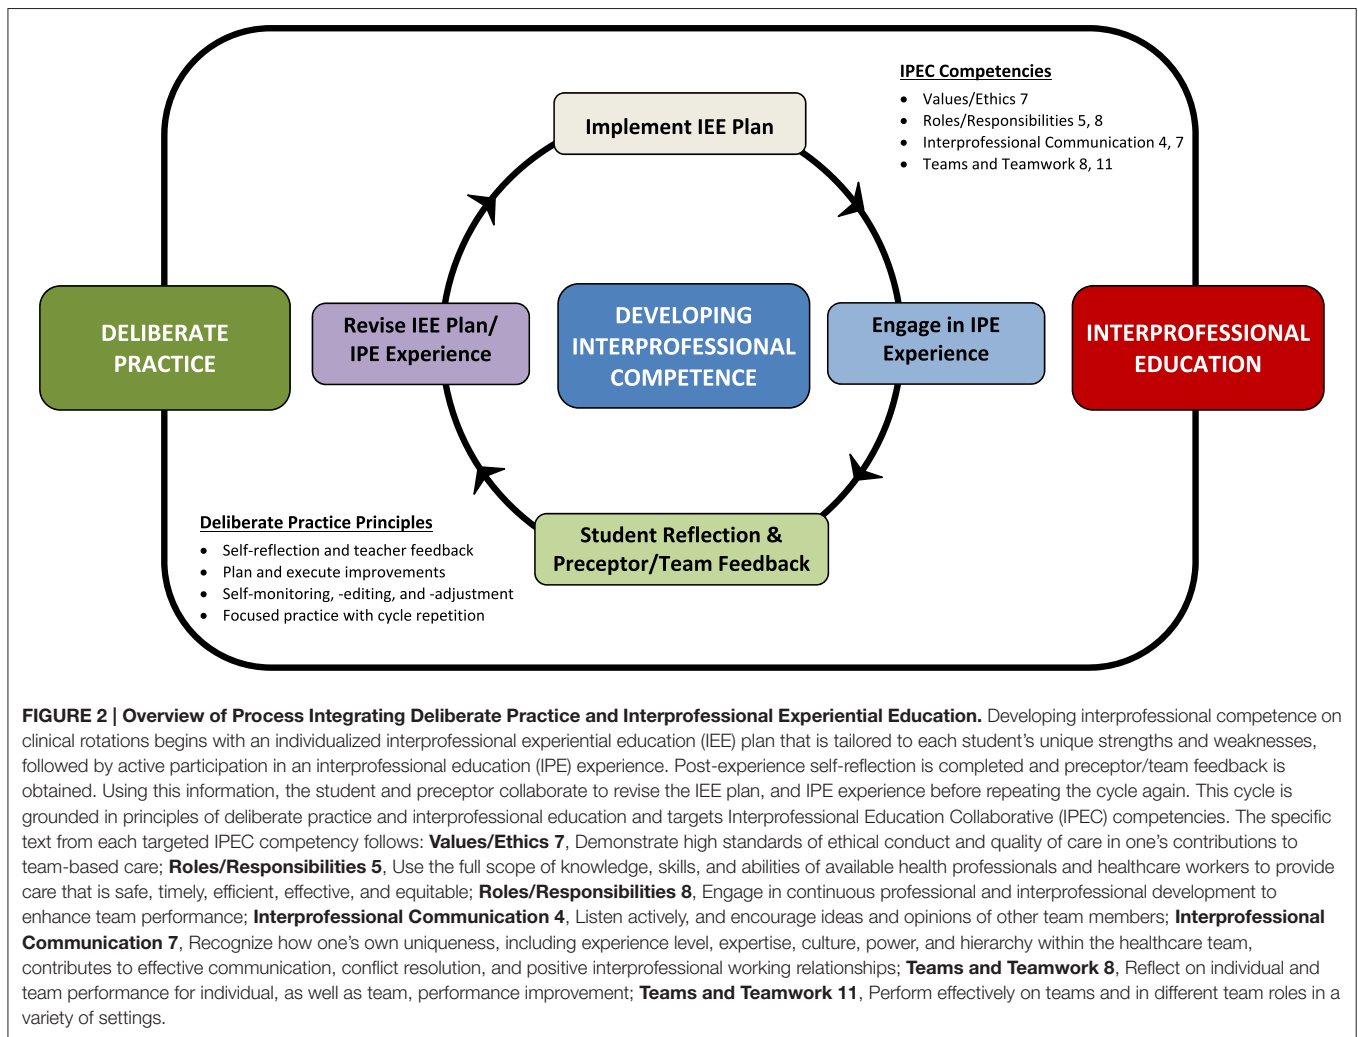 IPEC Competencies
• Values/Ethics 7
• Roles/Responsibilities 5, 8
• Interprofessional Communication 4, 7
• Teams and Teamwork 8, 11
Implement IEE Plan
DELIBERATE
PRACTICE
Revise IEE Plan/
IPE Experience
DEVELOPING
INTERPROFESSIONAL
COMPETENCE
Engage in IPE
Experience
INTERPROFESSIONAL
EDUCATION
Student Reflection &
Preceptor/Team Feedback
Deliberate Practice Principles
• Self-reflection and teacher feedback
• Plan and execute improvements
• Self-monitoring, -editing, and -adjustment
• Focused practice with cycle repetition
FIGURE 2 | Overview of Process Integrating Deliberate Practice and Interprofessional Experiential Education. Developing interprofessional competence on
clinical rotations begins with an individualized interprofessional experiential education (IEE) plan that is tailored to each student's unique strengths and weaknesses,
followed by active participation in an interprofessional education (IPE) experience. Post-experience self-reflection is completed and preceptor/team feedback is
obtained. Using this information, the student and preceptor collaborate to revise the IEE plan, and IPE experience before repeating the cycle again. This cycle is
grounded in principles of deliberate practice and interprofessional education and targets Interprofessional Education Collaborative (IPEC) competencies. The specific
text from each targeted IPEC competency follows: Values/Ethics 7, Demonstrate high standards of ethical conduct and quality of care in one's contributions to
team-based care; Roles/Responsibilities 5, Use the full scope of knowledge, skills, and abilities of available health professionals and healthcare workers to provide
care that is safe, timely, efficient, effective, and equitable; Roles/Responsibilities 8, Engage in continuous professional and interprofessional development to
enhance team performance; Interprofessional Communication 4, Listen actively, and encourage ideas and opinions of other team members; Interprofessional
Communication 7, Recognize how one's own uniqueness, including experience level, expertise, culture, power, and hierarchy within the healthcare team,
contributes to effective communication, conflict resolution, and positive interprofessional working relationships; Teams and Teamwork 8, Reflect on individual and
team performance for individual, as well as team, performance improvement; Teams and Teamwork 11, Perform effectively on teams and in different team roles in a
variety of settings.